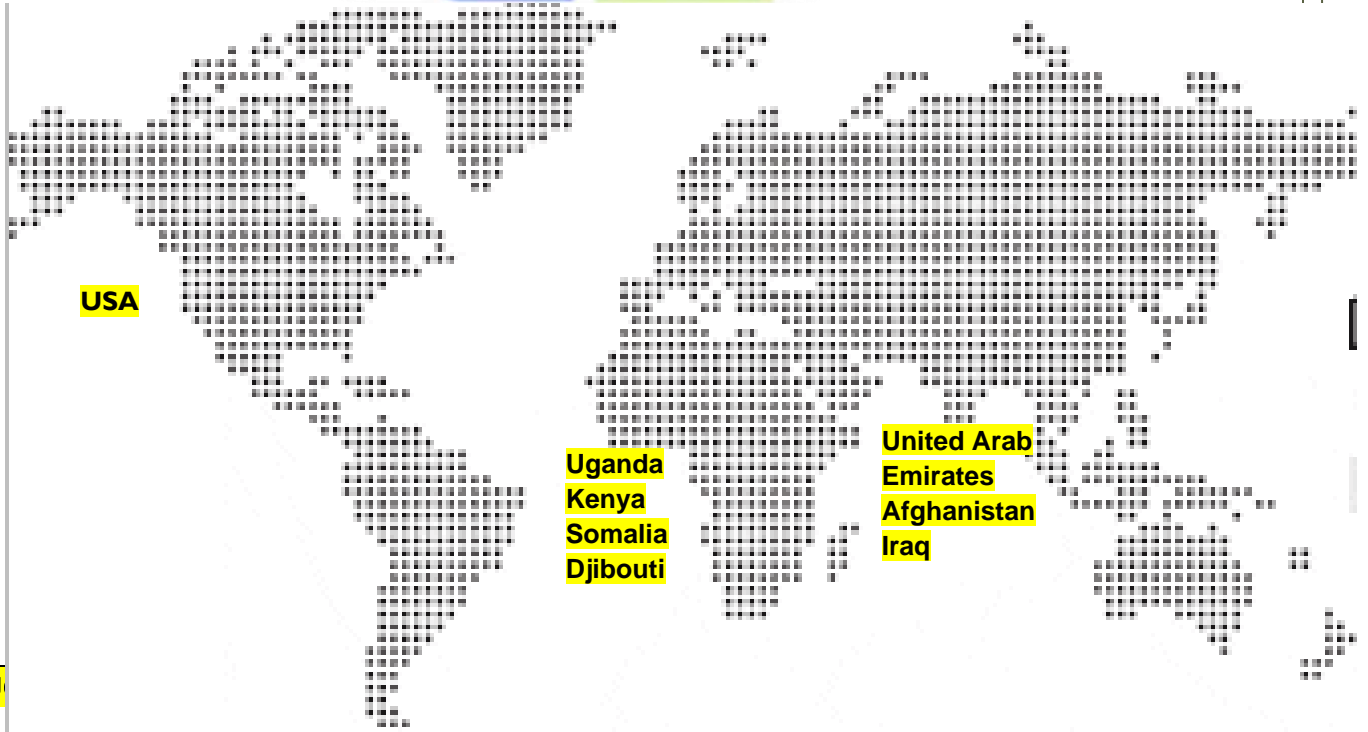 USA
Uganda
Kenya
Somalia
Djibouti
United Arab
Emirates
Afghanistan
Iraq